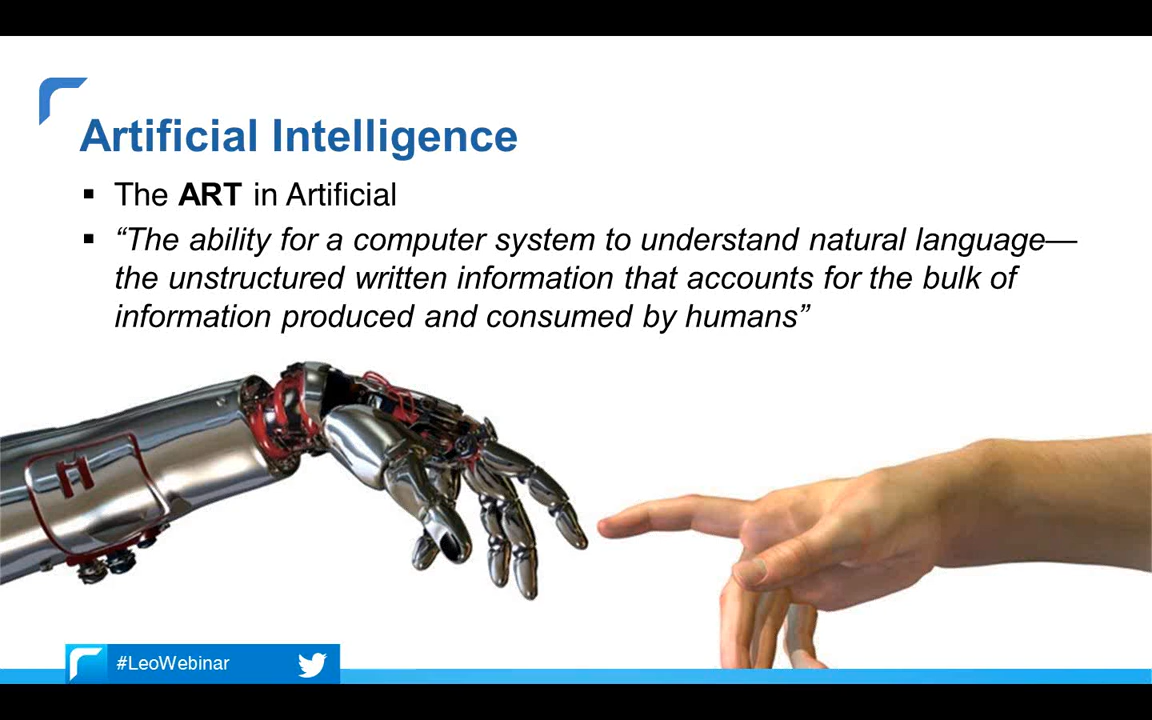 Artificial Intelligence
▪ The ART in Artificial
▪ “The ability for a computer system to understand natural language—
the unstructured written information that accounts for the bulk of
information produced and consumed by humans”
#LeoWebinar